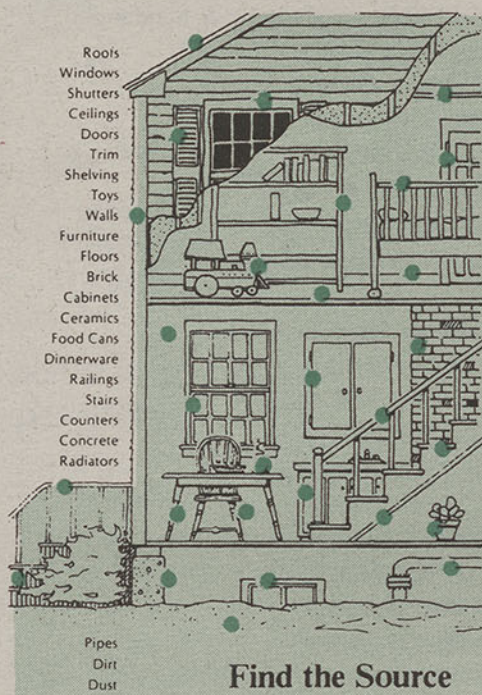 Roofs
Windows
Shutters
Ceilings
Doors
Trim
Shelving
Toys
Walls
Furniture
Floors
Brick
Cabinets
Ceramics
Food Cans
Dinnerware
Railings
Stairs
Counters
Concrete
Radiators
Pipes
Dirt
Dust
Find the Source